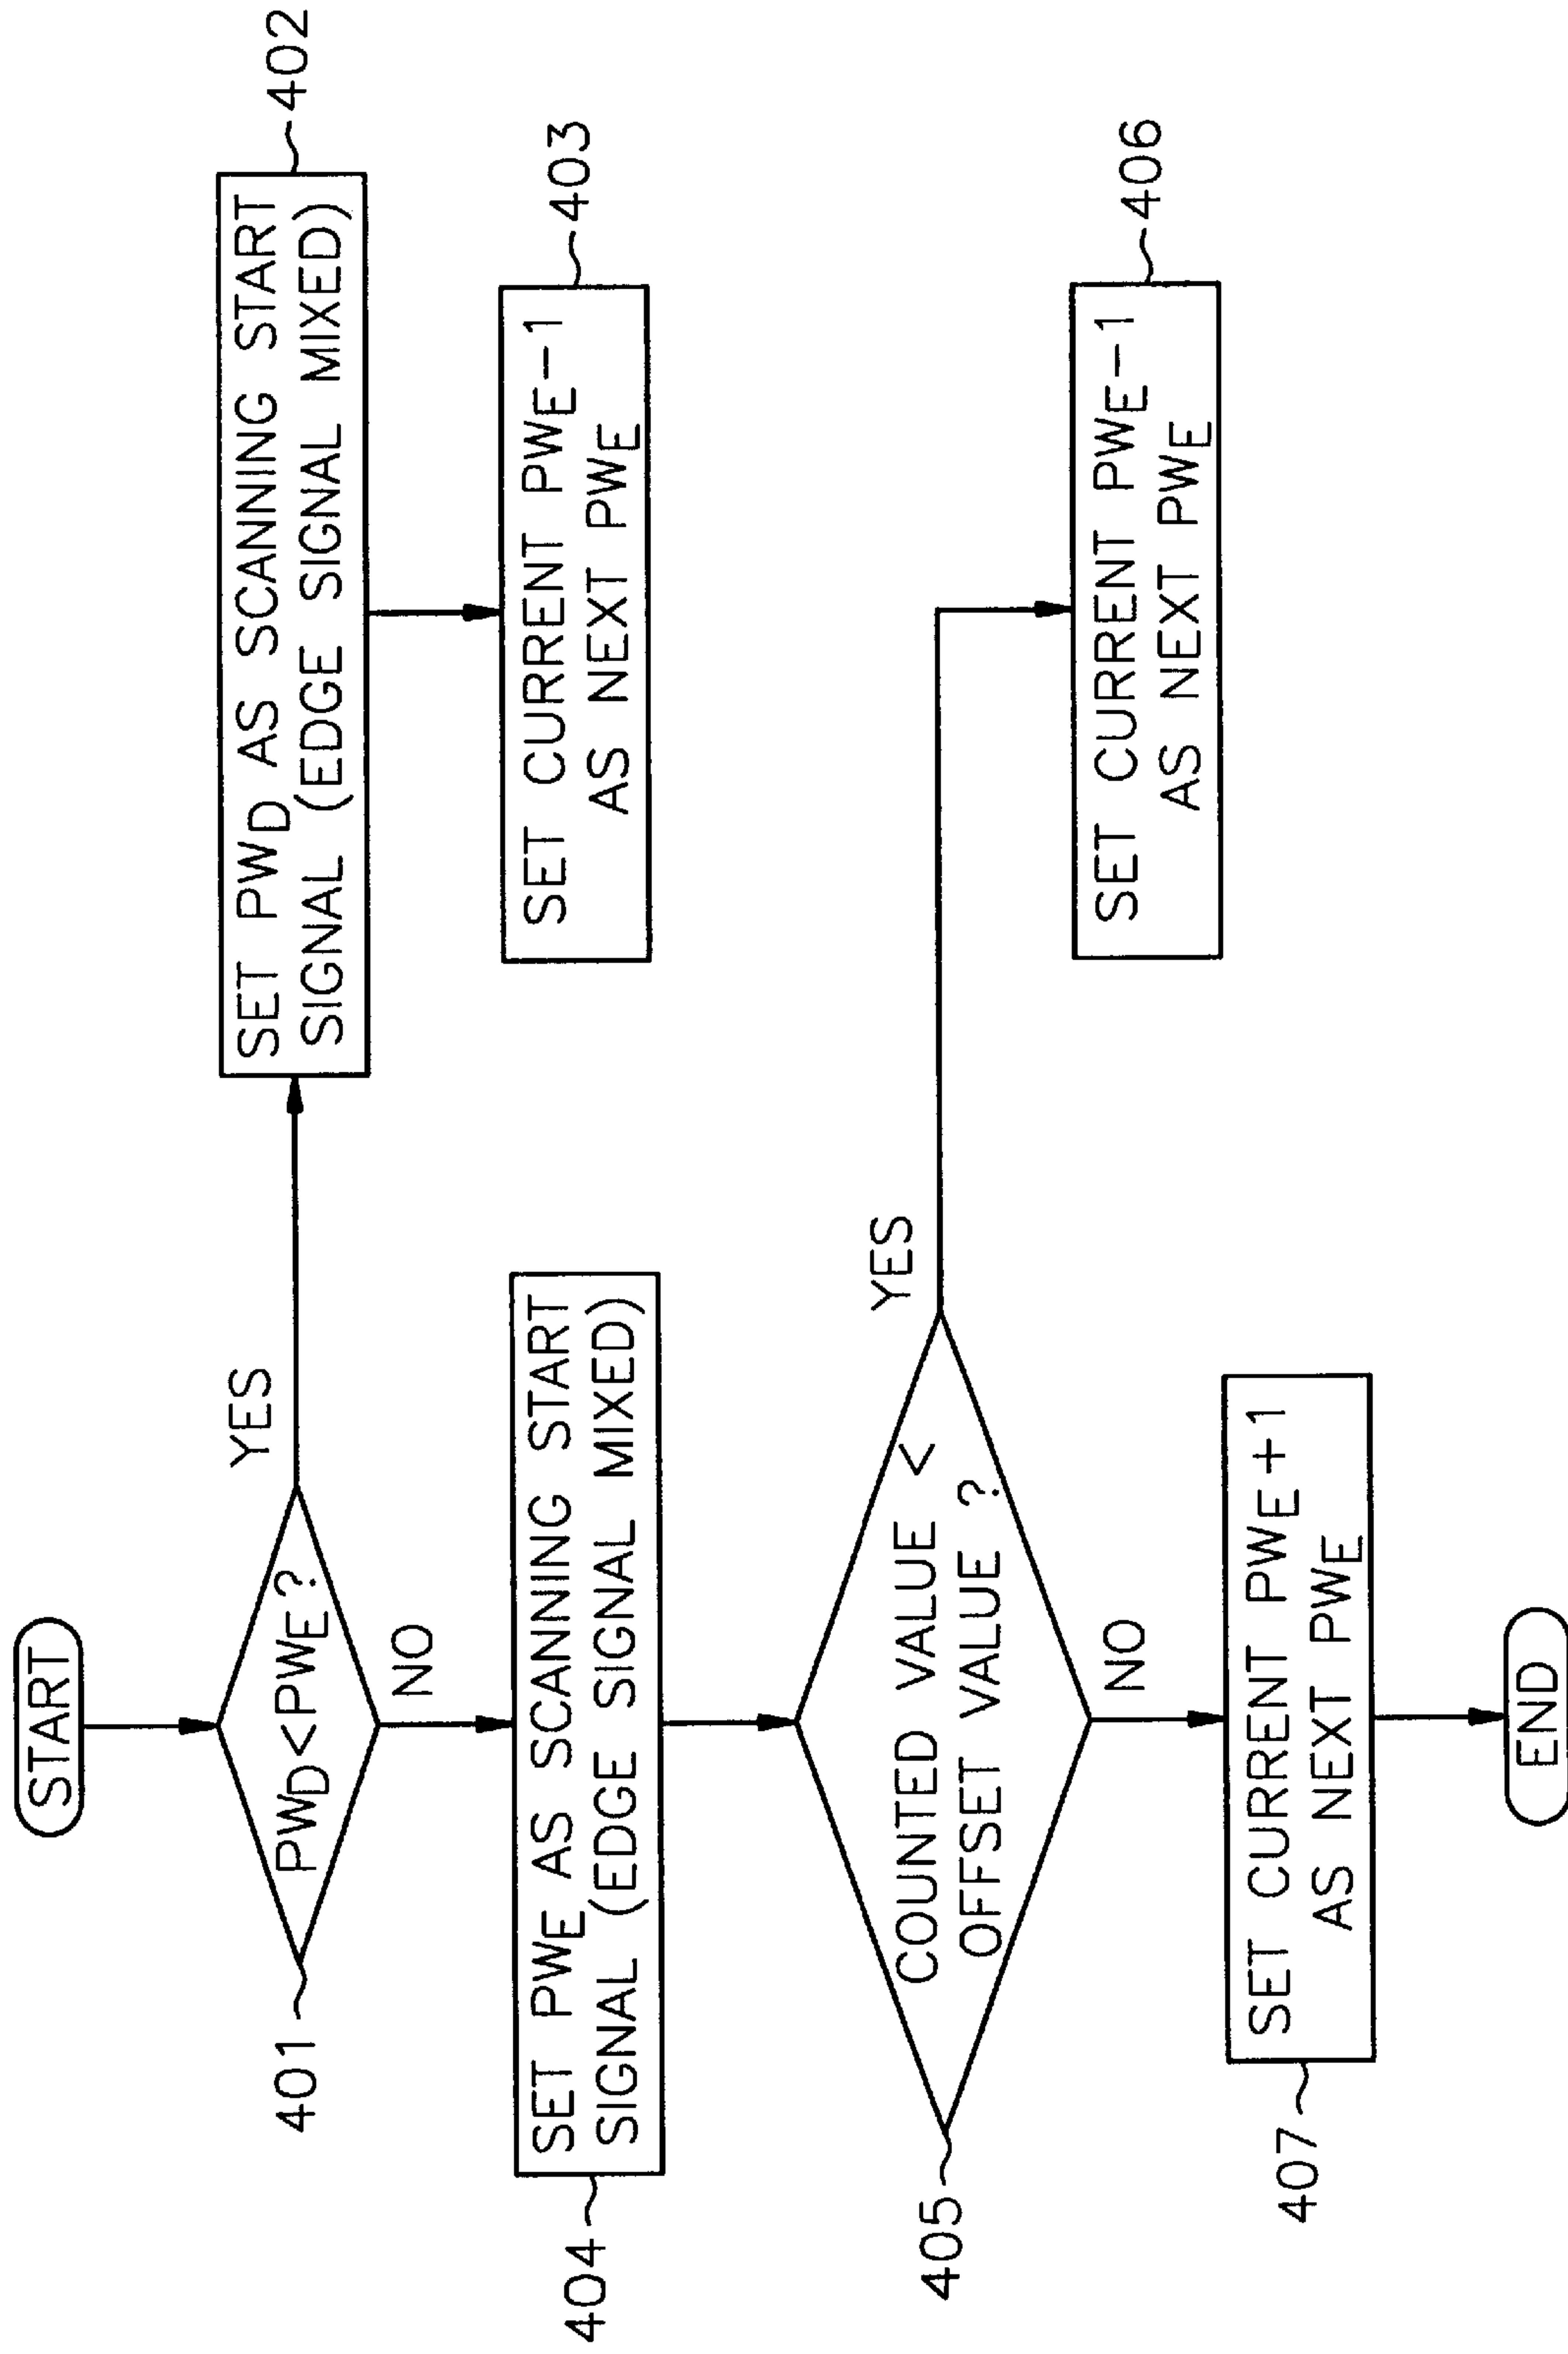 START
401
PWD<PWE?
YES
NO
SET PWD AS SCANNING START
SIGNAL (EDGE SIGNAL MIXED)
402
SET CURRENT PWE-1
AS NEXT PWE
403
404
SET PWE AS SCANNING START
SIGNAL (EDGE SIGNAL MIXED)
405
COUNTED VALUE <
OFFSET VALUE ?
YES
NO
SET CURRENT PWE-1
AS NEXT PWE
406
407
SET CURRENT PWE+1
AS NEXT PWE
END